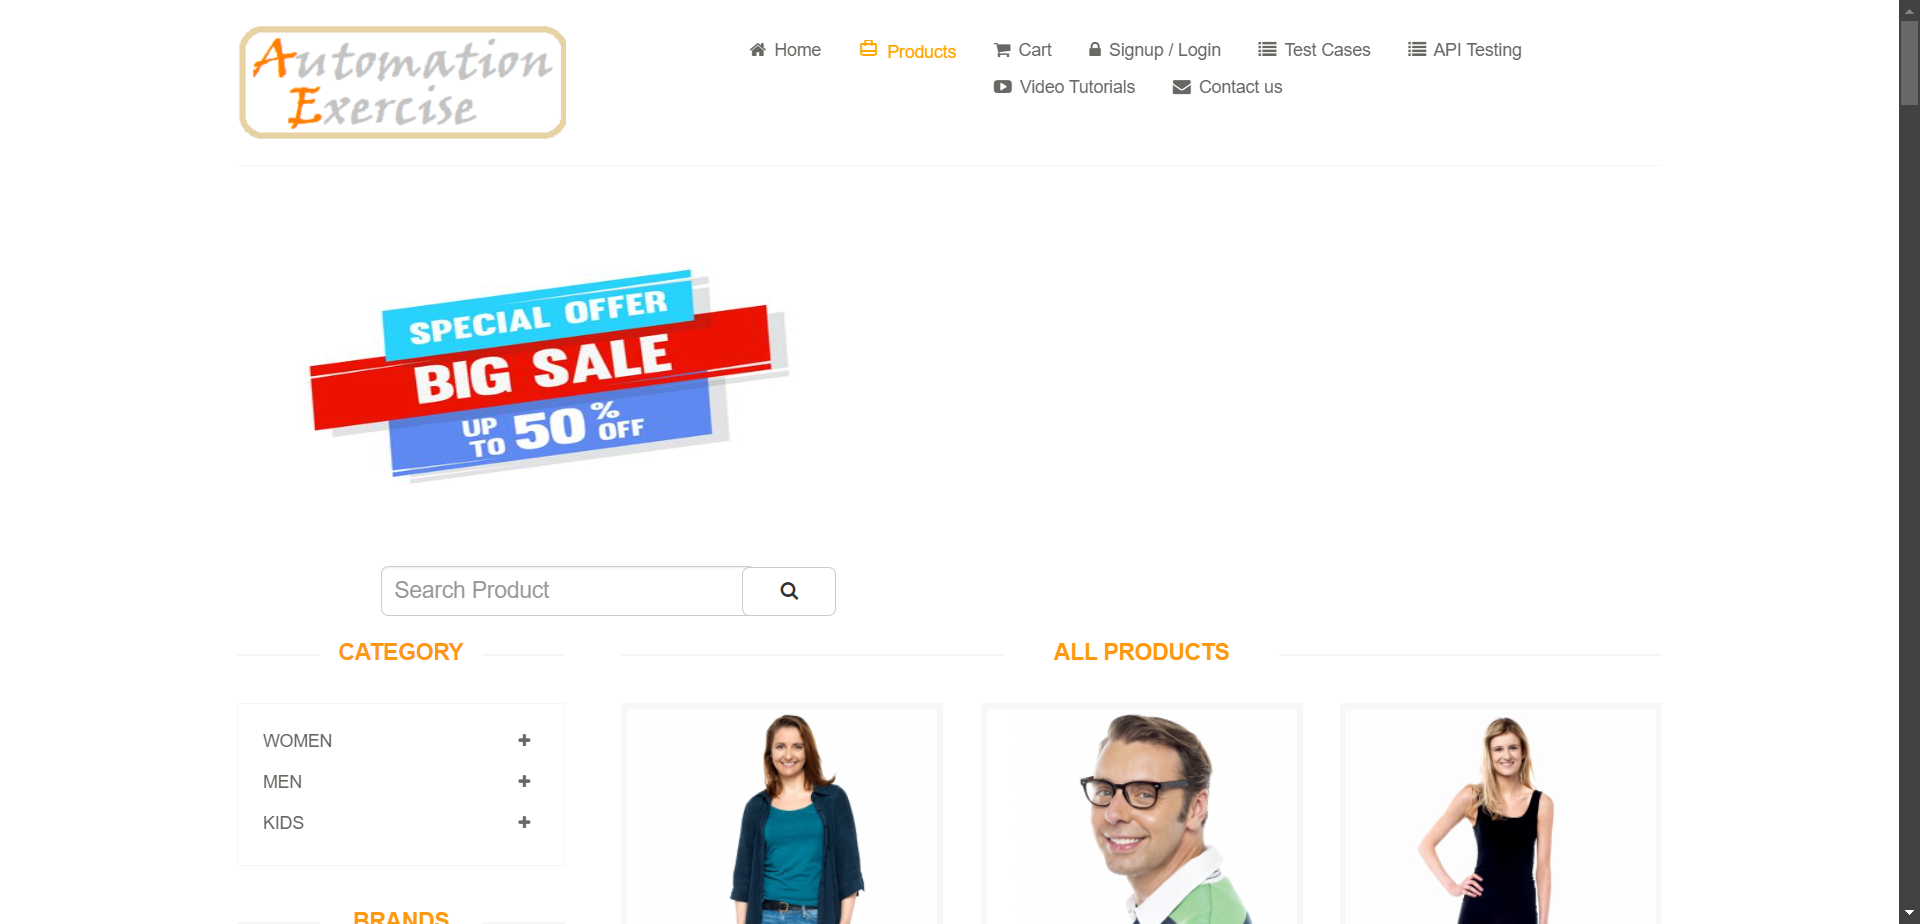 Automation
Exercise
Home
Products
Cart
Signup / Login
Test Cases
API Testing
Video Tutorials
Contact us
SPECIAL OFFER
BIG SALE
UP TO 50% OFF
Search Product
CATEGORY
ALL PRODUCTS
WOMEN
MEN
KIDS
BRANDS